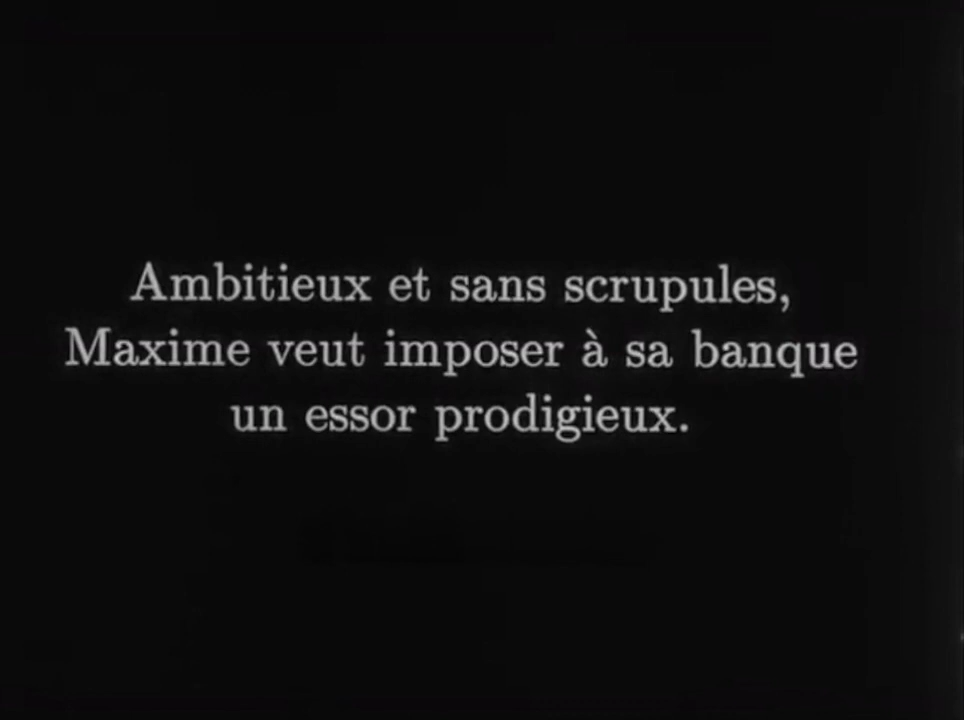 Ambitieux et sans scrupules,
Maxime veut imposer à sa banque
un essor prodigieux.